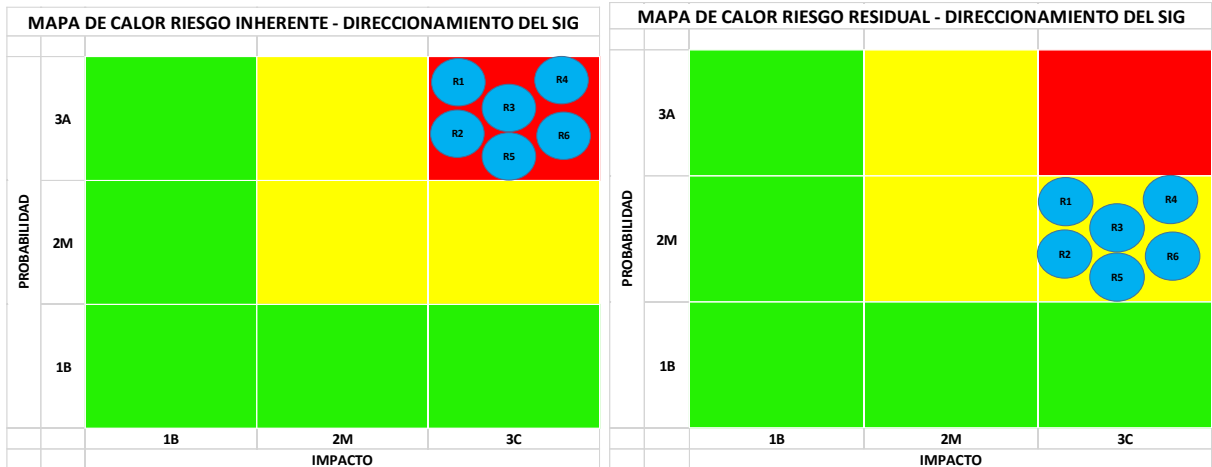 MAPA DE CALOR RIESGO INHERENTE - DIRECCIONAMIENTO DEL SIG
PROBABILIDAD
3A
R1
R4
R3
R2
R6
R5
2M
1B
1B
2M
3C
IMPACTO
MAPA DE CALOR RIESGO RESIDUAL - DIRECCIONAMIENTO DEL SIG
PROBABILIDAD
3A
2M
R1
R4
R3
R2
R6
R5
1B
1B
2M
3C
IMPACTO